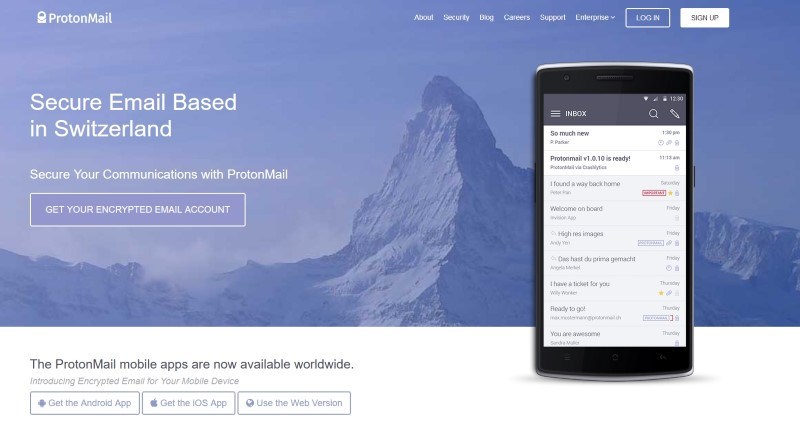 ProtonMail
About Security Blog Careers Support Enterprise LOG IN SIGN UP
Secure Email Based
in Switzerland
Secure Your Communications with ProtonMail
GET YOUR ENCRYPTED EMAIL ACCOUNT
12:30
INBOX
So much new 1:30 pm
P. Parker
Protonmail v1.0.10 is ready! 11:13 am
ProtonMail via Crashlytics
I found a way back home Saturday
Peter Pan IMPORTANT
Welcome on board Friday
Invision App
High res images Friday
Andy Yen PROTONMAIL
Das hast du prima gemacht Friday
Angela Merkel
I have a ticket for you Thursday
Willy Wonker
Ready to go! Thursday
max-mustermann@protonmail.ch PROTONMAIL
You are awesome Thursday
Sandra Muller
The ProtonMail mobile apps are now available worldwide.
Introducing Encrypted Email for Your Mobile Device
Get the Android App Get the iOS App Use the Web Version